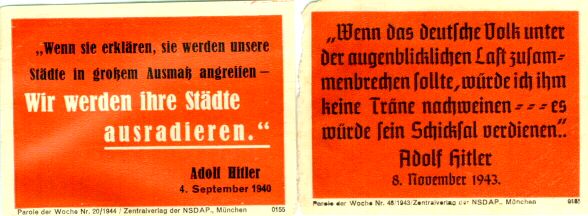 „Wenn sie erklären, sie werden unsere
Städte in großem Ausmaß angreifen –
Wir werden ihre Städte
ausradieren.“
Adolf Hitler
4. September 1940
Parole der Woche Nr. 20/1944 / Zentralverlag der NSDAP., München 0155
„Wenn das deutsche Volk unter
der augenblicklichen Last zusam-
menbrechen sollte, würde ich ihm
keine Träne nachweinen - - - es
würde sein Schicksal verdienen“.
Adolf Hitler
8. November 1943.
Parole der Woche Nr. 48/1943/Zentralverlag der NSDAP., München